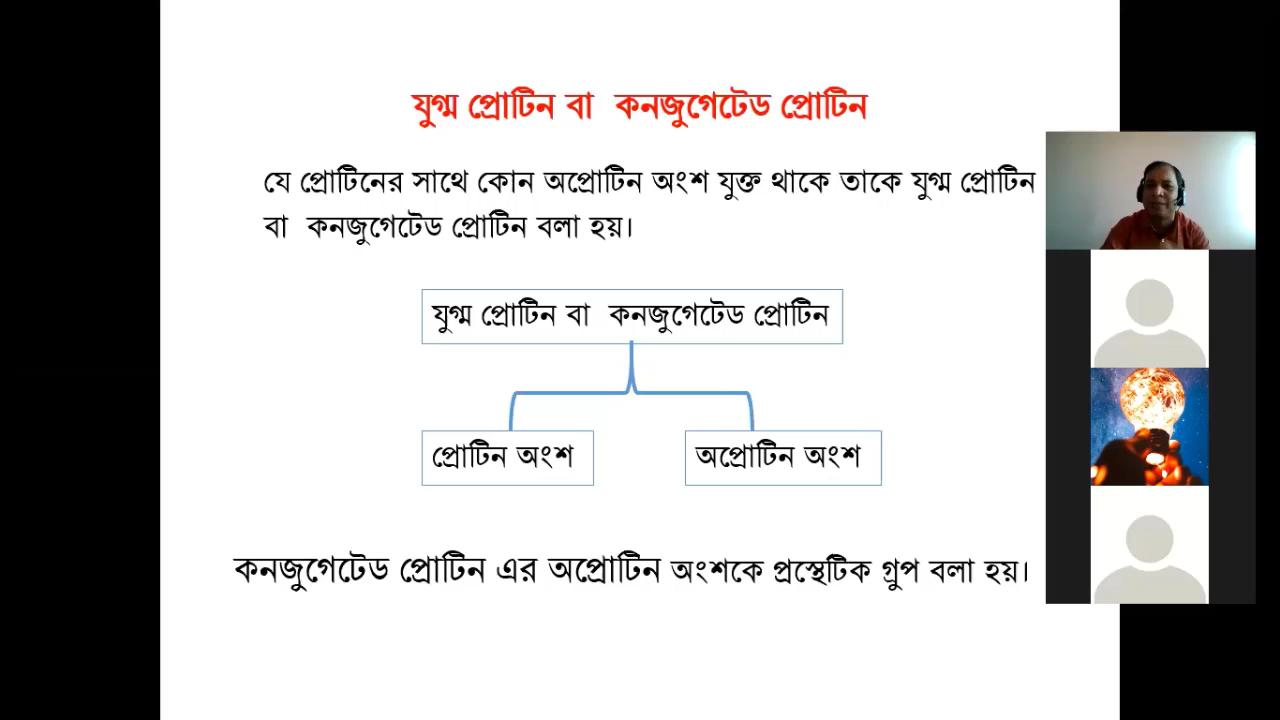 যুগ্ম প্রোটিন বা কনজুগেটেড প্রোটিন
যে প্রোটিনের সাথে কোন অপ্রোটিন অংশ যুক্ত থাকে তাকে যুগ্ম প্রোটিন
বা কনজুগেটেড প্রোটিন বলা হয়।
যুগ্ম প্রোটিন বা কনজুগেটেড প্রোটিন
প্রোটিন অংশ
অপ্রোটিন অংশ
কনজুগেটেড প্রোটিন এর অপ্রোটিন অংশকে প্রস্থেটিক গ্রুপ বলা হয়।